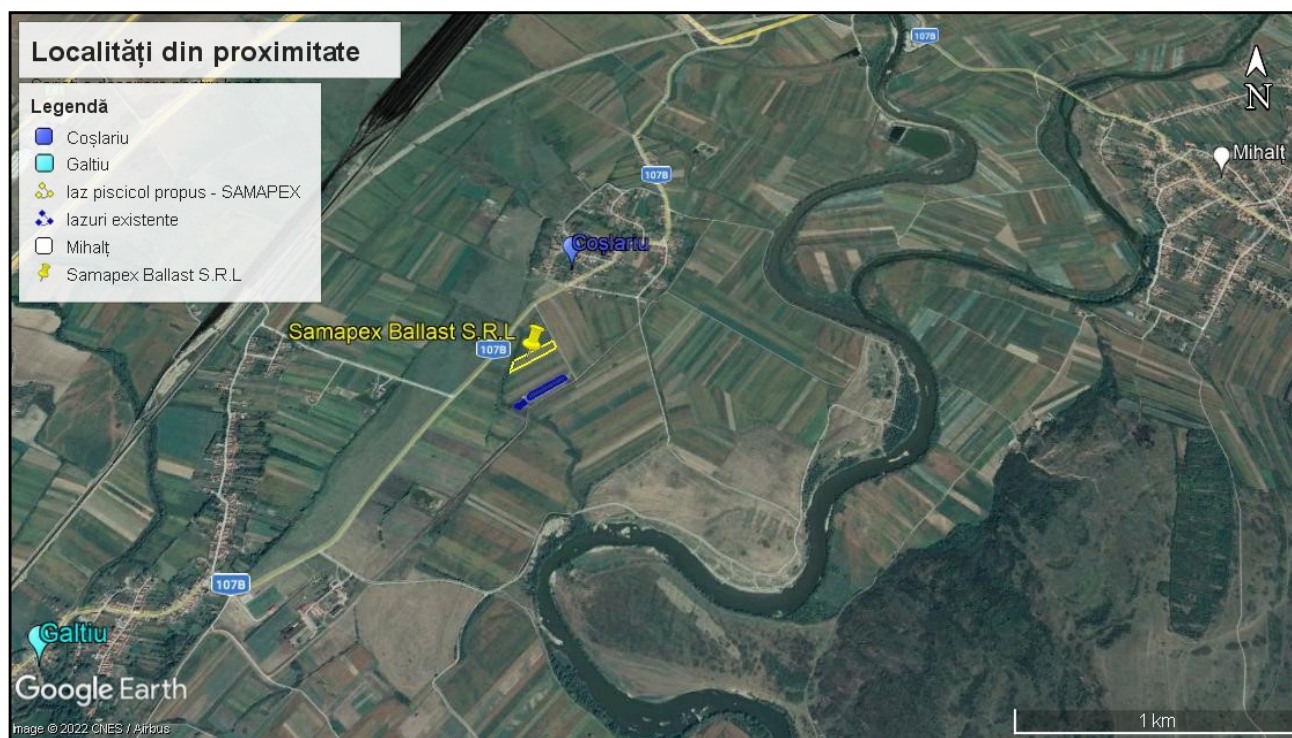 Localități din proximitate
Legendă
Coșlariu
Galtiu
Iaz piscicol propus - SAMAPEX
Iazuri existente
Mihalț
Samapex Ballast S.R.L
107B
N
Mihalț
107B
Coșlariu
Samapex Ballast S.R.L
107B
107B
Galtiu
Google Earth
Image © 2022 CNES / Airbus
1 km